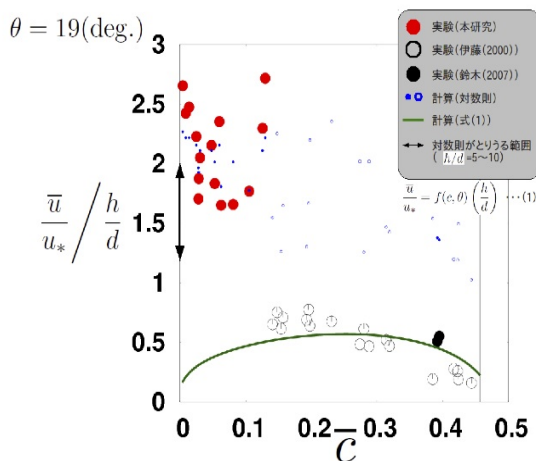 θ = 19(deg.)
実験(本研究)
実験(伊藤(2000))
実験(鈴木(2007))
計算(対数則)
計算(式(1))
対数則がとりうる範囲
( h/d =5〜10)
u̅/u* = f(c,θ) (h/d) …(1)
u̅/u* / h/d
3
2.5
2
1.5
1
0.5
0
0 0.1 0.2 0.3 0.4 0.5
c̅